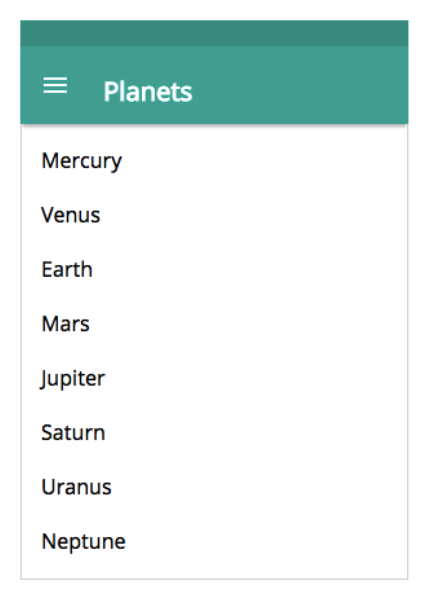 Planets
Mercury
Venus
Earth
Mars
Jupiter
Saturn
Uranus
Neptune